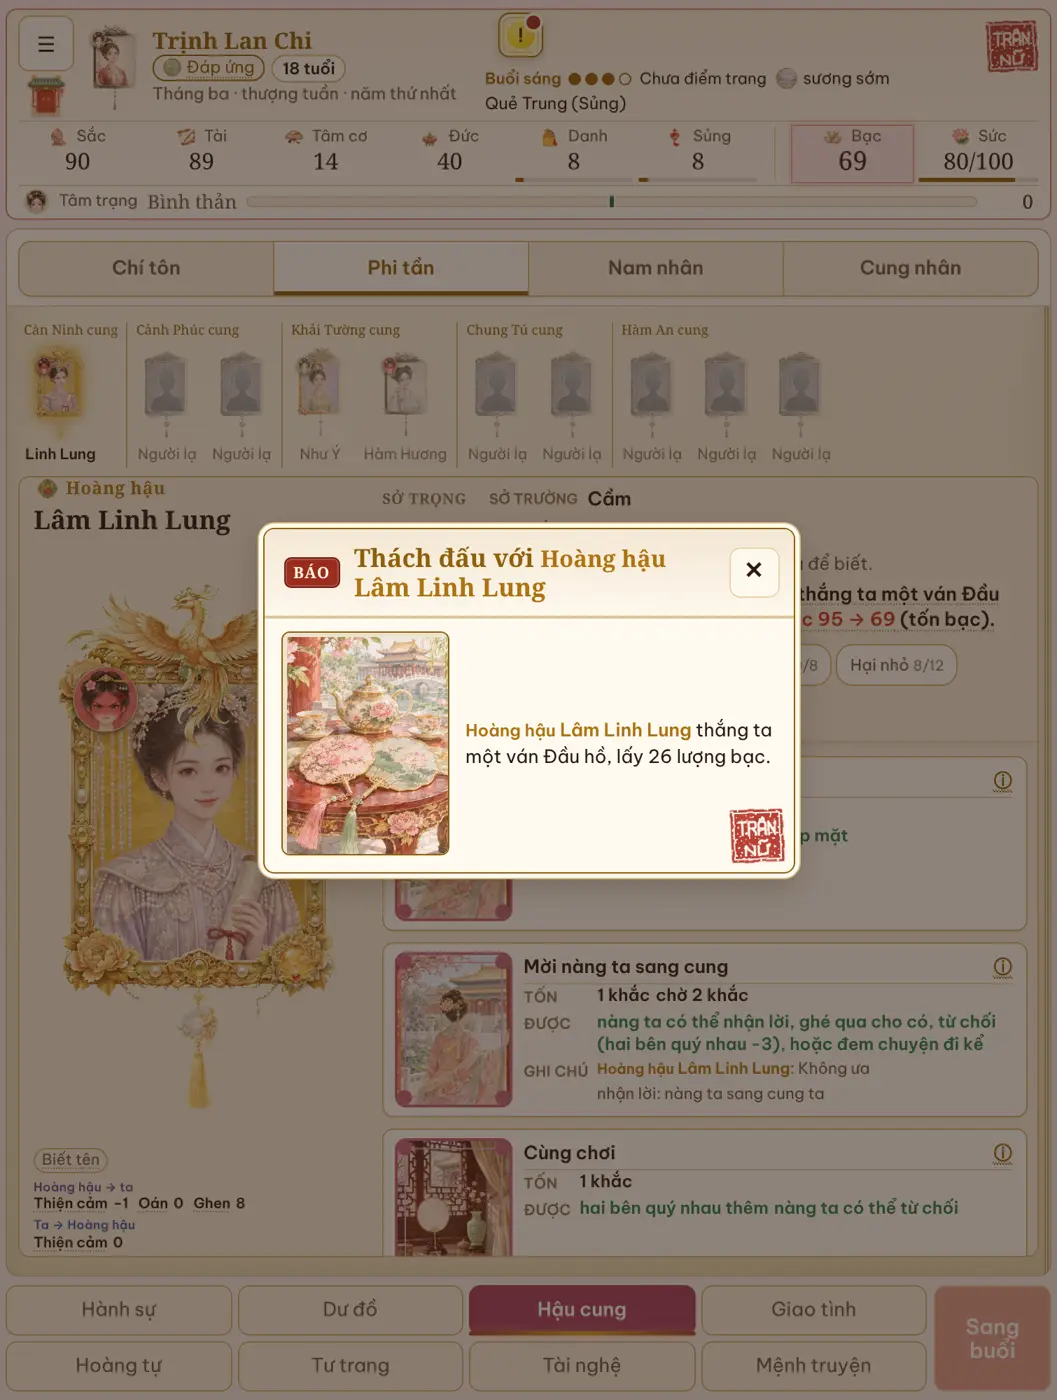 ☰
Trịnh Lan Chi
Đáp ứng
18 tuổi
Tháng ba · thượng tuần · năm thứ nhất
!
Buổi sáng
Chưa điểm trang
sương sớm
Quẻ Trung (Sủng)
TRÂN NỮ
Sắc
90
Tài
89
Tâm cơ
14
Đức
40
Danh
8
Sủng
8
Bạc
69
Sức
80/100
Tâm trạng
Bình thản
0
Chí tôn
Phi tần
Nam nhân
Cung nhân
Càn Ninh cung
Cảnh Phúc cung
Khải Tường cung
Chung Tú cung
Hàm An cung
Linh Lung
Người lạ
Người lạ
Như Ý
Hàm Hương
Người lạ
Người lạ
Người lạ
Người lạ
Người lạ
Hoàng hậu
Lâm Linh Lung
SỞ TRỌNG
SỞ TRƯỜNG Cầm
để biết.
thắng ta một ván Đầu
95 → 69 (tốn bạc).
/8
Hại nhỏ 8/12
BÁO
Thách đấu với Hoàng hậu
Lâm Linh Lung
✕
Hoàng hậu Lâm Linh Lung thắng ta
một ván Đầu hồ, lấy 26 lượng bạc.
TRÂN NỮ
mặt
Mời nàng ta sang cung
TỐN 1 khắc chờ 2 khắc
ĐƯỢC nàng ta có thể nhận lời, ghé qua cho có, từ chối
(hai bên quý nhau -3), hoặc đem chuyện đi kể
GHI CHÚ Hoàng hậu Lâm Linh Lung: Không ưa
nhận lời: nàng ta sang cung ta
Cùng chơi
TỐN 1 khắc
ĐƯỢC hai bên quý nhau thêm nàng ta có thể từ chối
Biết tên
Hoàng hậu → ta
Thiện cảm -1 Oán 0 Ghen 8
Ta → Hoàng hậu
Thiện cảm 0
Hành sự
Dư đồ
Hậu cung
Giao tình
Sang
buổi
Hoàng tự
Tư trang
Tài nghệ
Mệnh truyện